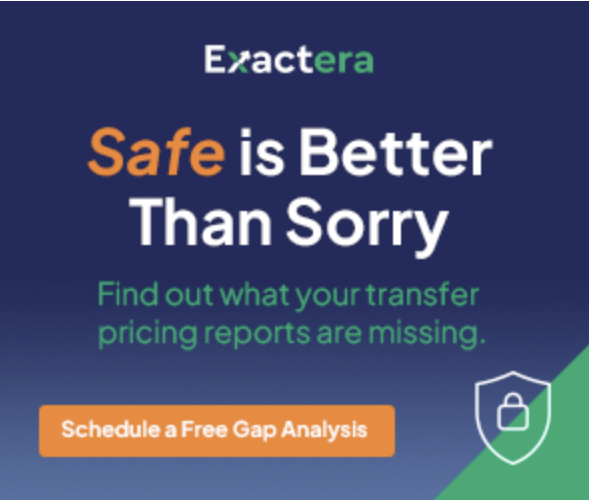 Exactera
Safe is Better
Than Sorry
Find out what your transfer
pricing reports are missing.
Schedule a Free Gap Analysis